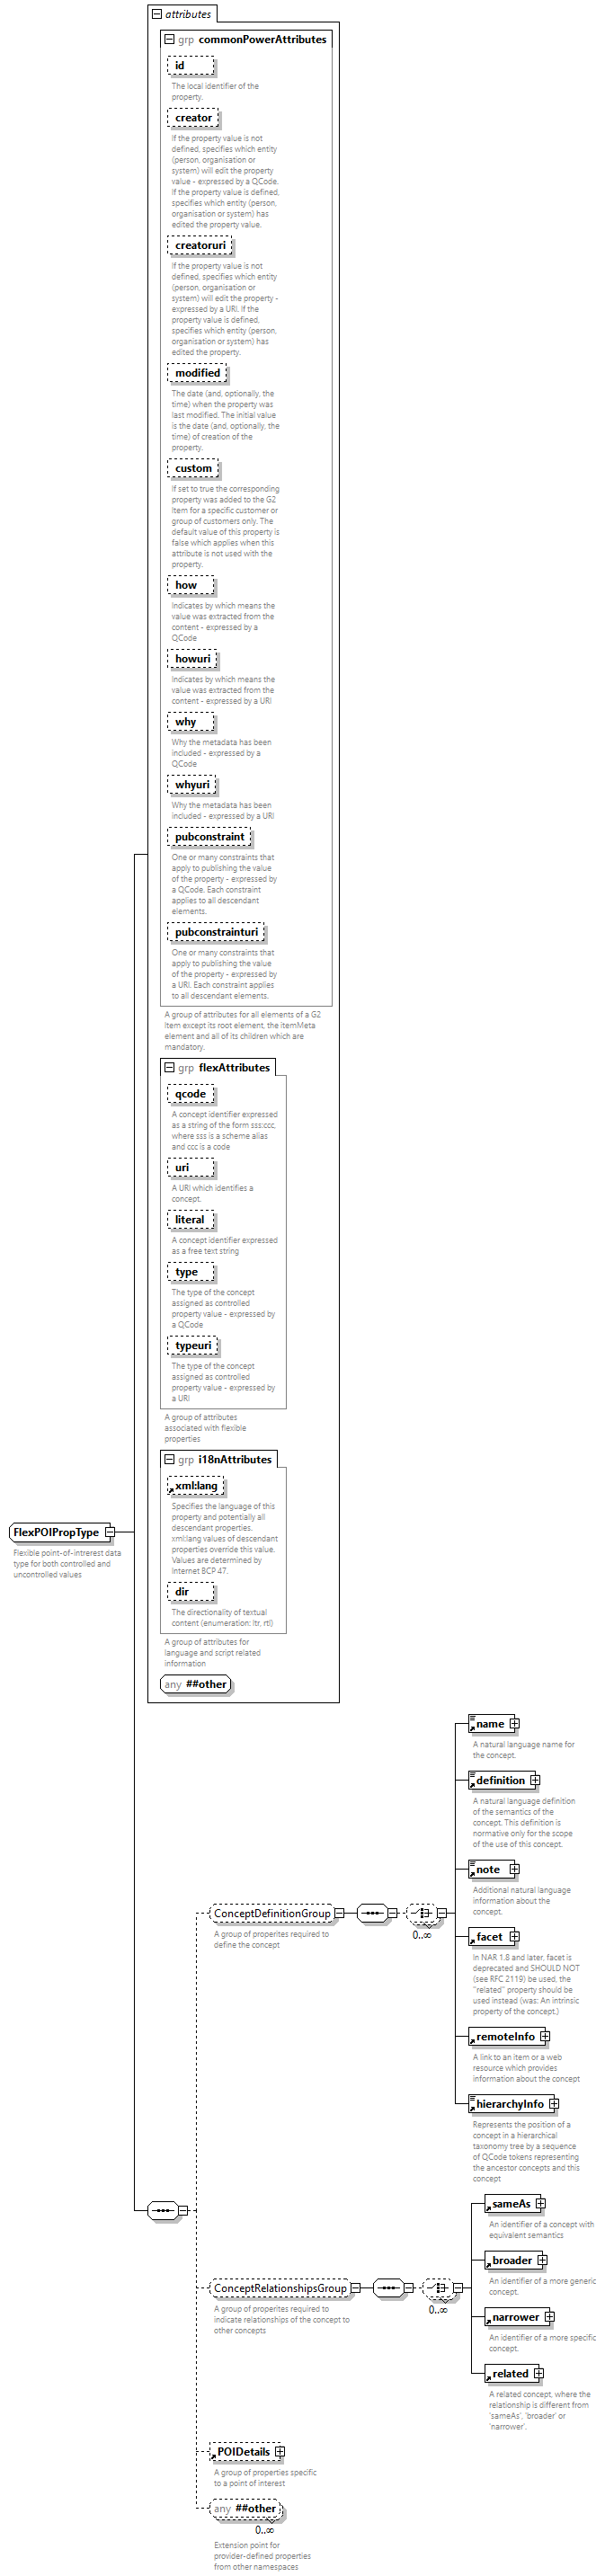 attributes
grp commonPowerAttributes
id
The local identifier of the
property.
creator
If the property value is not
defined, specifies which entity
(person, organisation or
system) will edit the property
value - expressed by a QCode.
If the property value is defined,
specifies which entity (person,
organisation or system) has
edited the property value.
creatoruri
If the property value is not
defined, specifies which entity
(person, organisation or
system) will edit the property -
expressed by a URI. If the
property value is defined,
specifies which entity (person,
organisation or system) has
edited the property.
modified
The date (and, optionally, the
time) when the property was
last modified. The initial value
is the date (and, optionally, the
time) of creation of the
property.
custom
If set to true the corresponding
property was added to the G2
Item for a specific customer or
group of customers only. The
default value of this property is
false which applies when this
attribute is not used with the
property.
how
Indicates by which means the
value was extracted from the
content - expressed by a
QCode
howuri
Indicates by which means the
value was extracted from the
content - expressed by a URI
why
Why the metadata has been
included - expressed by a
QCode
whyuri
Why the metadata has been
included - expressed by a URI
pubconstraint
One or many constraints that
apply to publishing the value
of the property - expressed by
a QCode. Each constraint
applies to all descendant
elements.
pubconstrainturi
One or many constraints that
apply to publishing the value
of the property - expressed by
a URI. Each constraint applies
to all descendant elements.
A group of attributes for all elements of a G2
Item except its root element, the itemMeta
element and all of its children which are
mandatory.
grp flexAttributes
qcode
A concept identifier expressed
as a string of the form sss:ccc,
where sss is a scheme alias
and ccc is a code
uri
A URI which identifies a
concept.
literal
A concept identifier expressed
as a free text string
type
The type of the concept
assigned as controlled
property value - expressed by
a QCode
typeuri
The type of the concept
assigned as controlled
property value - expressed by
a URI
A group of attributes
associated with flexible
properties
grp i18nAttributes
xml:lang
Specifies the language of this
property and potentially all
descendant properties.
xml:lang values of descendant
properties override this value.
Values are determined by
Internet BCP 47.
dir
The directionality of textual
content (enumeration: ltr, rtl)
A group of attributes for
language and script related
information
any ##other
FlexPOIPropType
Flexible point-of-intrerest data
type for both controlled and
uncontrolled values
name
A natural language name for
the concept.
definition
A natural language definition
of the semantics of the
concept. This definition is
normative only for the scope
of the use of this concept.
note
Additional natural language
information about the
concept.
ConceptDefinitionGroup
0..∞
A group of properites required to
define the concept
facet
In NAR 1.8 and later, facet is
deprecated and SHOULD NOT
(see RFC 2119) be used, the
"related" property should be
used instead (was: An intrinsic
property of the concept.)
remoteInfo
A link to an item or a web
resource which provides
information about the concept
hierarchyInfo
Represents the position of a
concept in a hierarchical
taxonomy tree by a sequence
of QCode tokens representing
the ancestor concepts and this
concept
sameAs
An identifier of a concept with
equivalent semantics
broader
An identifier of a more generic
concept.
ConceptRelationshipsGroup
0..∞
A group of properites required to
indicate relationships of the concept to
other concepts
narrower
An identifier of a more specific
concept.
related
A related concept, where the
relationship is different from
'sameAs', 'broader' or
'narrower'.
POIDetails
A group of properties specific
to a point of interest
any ##other
0..∞
Extension point for
provider-defined properties
from other namespaces